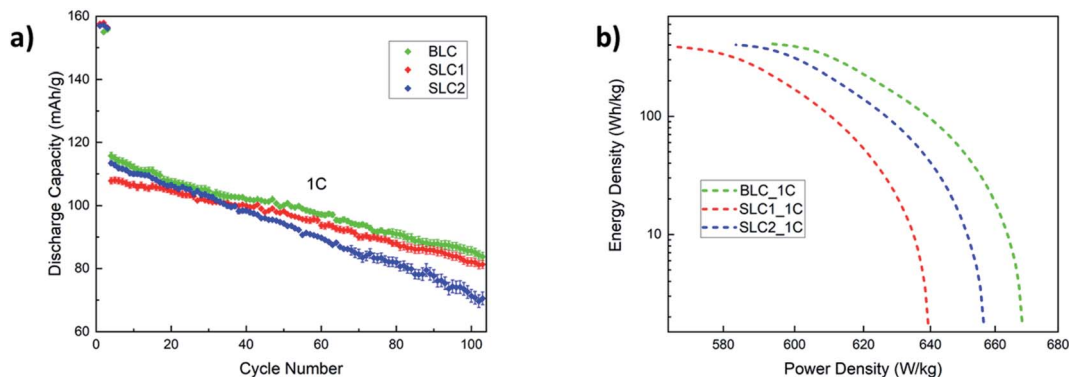 a)
Discharge Capacity (mAh/g)
160
140
120
100
80
60
BLC
SLC1
SLC2
1C
0
20
40
60
80
100
Cycle Number
b)
Energy Density (Wh/kg)
100
10
BLC_1C
SLC1_1C
SLC2_1C
580
600
620
640
660
680
Power Density (W/kg)